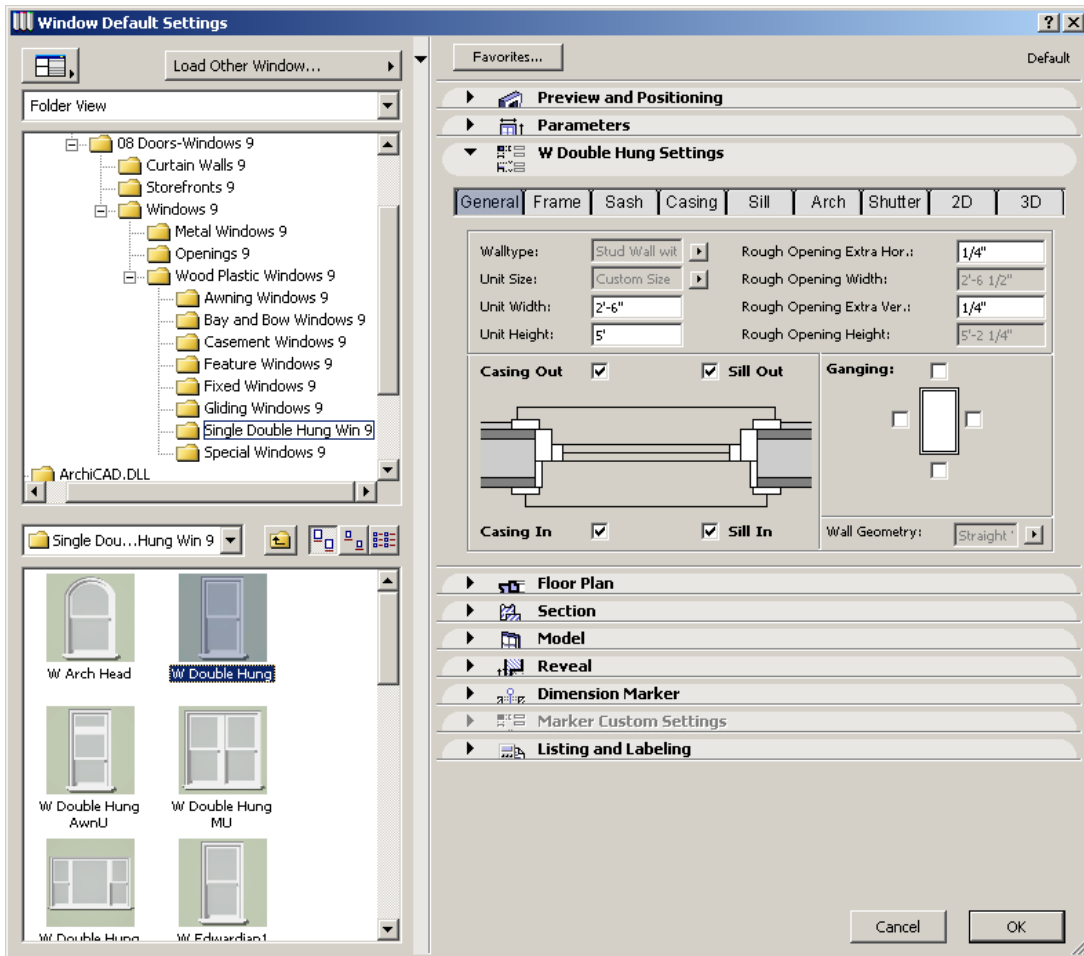 Window Default Settings
Load Other Window...
Folder View
08 Doors-Windows 9
Curtain Walls 9
Storefronts 9
Windows 9
Metal Windows 9
Openings 9
Wood Plastic Windows 9
Awning Windows 9
Bay and Bow Windows 9
Casement Windows 9
Feature Windows 9
Fixed Windows 9
Gliding Windows 9
Single Double Hung Win 9
Special Windows 9
ArchiCAD.DLL
Single Dou...Hung Win 9
W Arch Head
W Double Hung
W Double Hung
AwnU
W Double Hung
MU
W Double Hung
W Edwardian1
Favorites...
Default
Preview and Positioning
Parameters
W Double Hung Settings
General Frame Sash Casing Sill Arch Shutter 2D 3D
Walltype: Stud Wall wit Rough Opening Extra Hor.: 1/4"
Unit Size: Custom Size Rough Opening Width: 2'-6 1/2"
Unit Width: 2'-6" Rough Opening Extra Ver.: 1/4"
Unit Height: 5' Rough Opening Height: 5'-2 1/4"
Casing Out Sill Out Ganging:
Casing In Sill In Wall Geometry: Straight
Floor Plan
Section
Model
Reveal
Dimension Marker
Marker Custom Settings
Listing and Labeling
Cancel OK